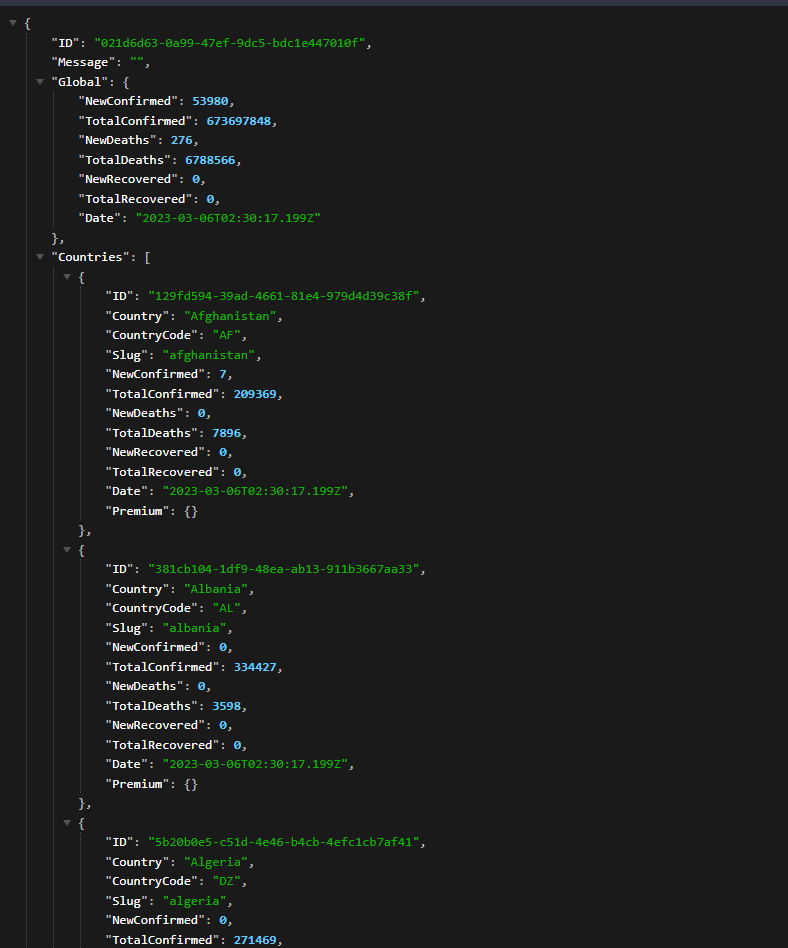 {
"ID": "021d6d63-0a99-47ef-9dc5-bdc1e447010f",
"Message": "",
"Global": {
"NewConfirmed": 53980,
"TotalConfirmed": 673697848,
"NewDeaths": 276,
"TotalDeaths": 6788566,
"NewRecovered": 0,
"TotalRecovered": 0,
"Date": "2023-03-06T02:30:17.199Z"
},
"Countries": [
{
"ID": "129fd594-39ad-4661-81e4-979d4d39c38f",
"Country": "Afghanistan",
"CountryCode": "AF",
"Slug": "afghanistan",
"NewConfirmed": 7,
"TotalConfirmed": 209369,
"NewDeaths": 0,
"TotalDeaths": 7896,
"NewRecovered": 0,
"TotalRecovered": 0,
"Date": "2023-03-06T02:30:17.199Z",
"Premium": {}
},
{
"ID": "381cb104-1df9-48ea-ab13-911b3667aa33",
"Country": "Albania",
"CountryCode": "AL",
"Slug": "albania",
"NewConfirmed": 0,
"TotalConfirmed": 334427,
"NewDeaths": 0,
"TotalDeaths": 3598,
"NewRecovered": 0,
"TotalRecovered": 0,
"Date": "2023-03-06T02:30:17.199Z",
"Premium": {}
},
{
"ID": "5b20b0e5-c51d-4e46-b4cb-4efc1cb7af41",
"Country": "Algeria",
"CountryCode": "DZ",
"Slug": "algeria",
"NewConfirmed": 0,
"TotalConfirmed": 271469,